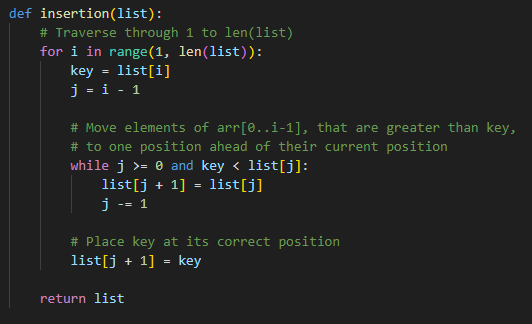 def insertion(list):
    # Traverse through 1 to len(list)
    for i in range(1, len(list)):
        key = list[i]
        j = i - 1

        # Move elements of arr[0..i-1], that are greater than key,
        # to one position ahead of their current position
        while j >= 0 and key < list[j]:
            list[j + 1] = list[j]
            j -= 1

        # Place key at its correct position
        list[j + 1] = key

    return list